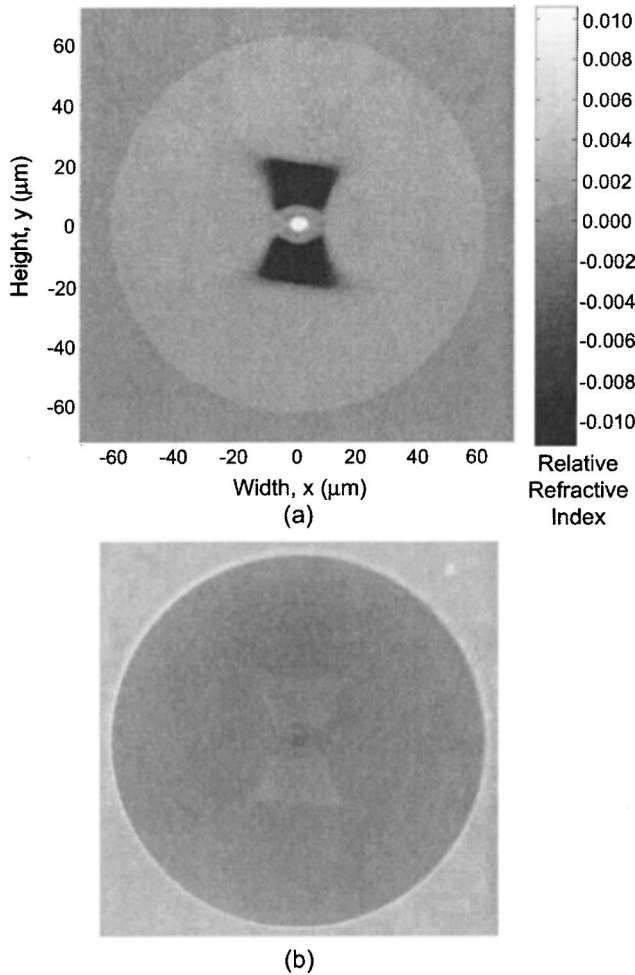 60
40
20
0
-20
-40
-60
Height, y (μm)
-60 -40 -20 0 20 40 60
Width, x (μm)
(a)
0.010
0.008
0.006
0.004
0.002
0.000
-0.002
-0.004
-0.006
-0.008
-0.010
Relative
Refractive
Index
(b)